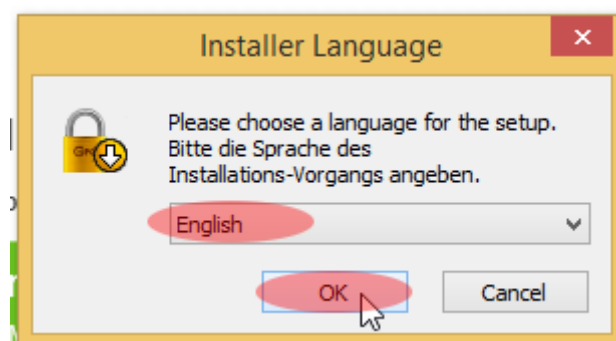 Installer Language
Please choose a language for the setup.
Bitte die Sprache des
Installations-Vorgangs angeben.
English
OK
Cancel